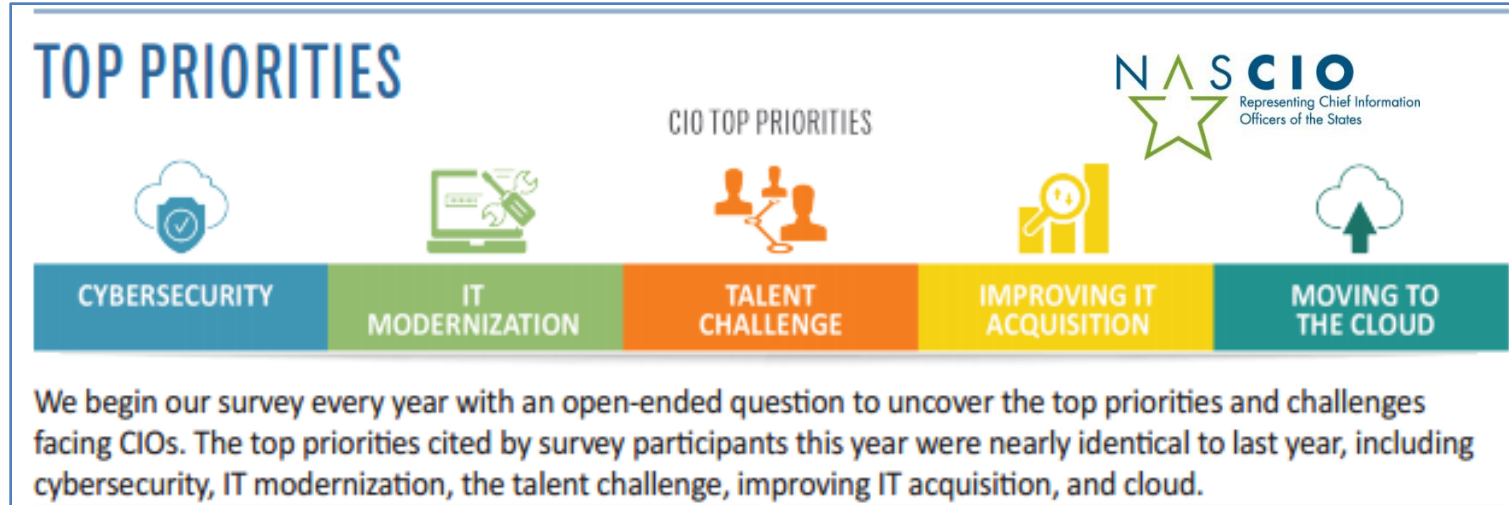 TOP PRIORITIES
NASCIO
Representing Chief Information
Officers of the States
CIO TOP PRIORITIES
CYBERSECURITY
IT
MODERNIZATION
TALENT
CHALLENGE
IMPROVING IT
ACQUISITION
MOVING TO
THE CLOUD
We begin our survey every year with an open-ended question to uncover the top priorities and challenges
facing CIOs. The top priorities cited by survey participants this year were nearly identical to last year, including
cybersecurity, IT modernization, the talent challenge, improving IT acquisition, and cloud.